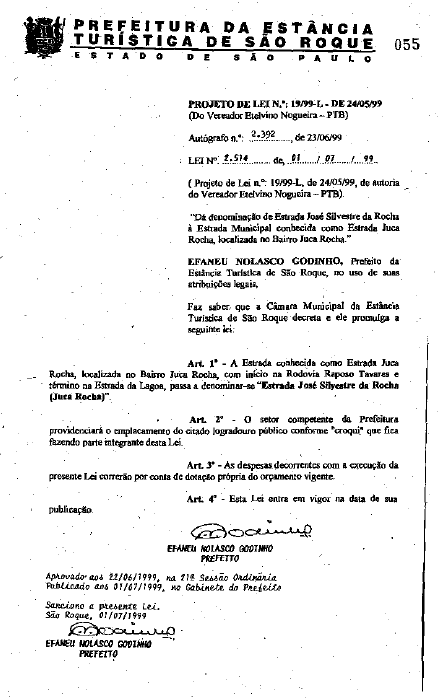 PREFEITURA DA ESTÂNCIA
TURÍSTICA DE SÃO ROQUE
ESTADO DE SÃO PAULO
055
PROJETO DE LEI N.º: 19/99-L - DE 24/05/99
(Do Vereador Etelvino Nogueira – PTB)
Autógrafo n.º: 2.392, de 23/06/99
LEI Nº 2.514 de, 01 / 07 / 99
( Projeto de Lei n.º: 19/99-L, de 24/05/99, de autoria
do Vereador Etelvino Nogueira – PTB).
"Dá denominação de Estrada José Silvestre da Rocha
à Estrada Municipal conhecida como Estrada Juca
Rocha, localizada no Bairro Juca Rocha."
EFANEU NOLASCO GODINHO, Prefeito da
Estância Turística de São Roque, no uso de suas
atribuições legais,
Faz saber que a Câmara Municipal da Estância
Turística de São Roque decreta e ele promulga a
seguinte lei:
Art. 1º - A Estrada conhecida como Estrada Juca
Rocha, localizada no Bairro Juca Rocha, com início na Rodovia Raposo Tavares e
término na Estrada da Lagoa, passa a denominar-se "Estrada José Silvestre da Rocha
(Juca Rocha)".
Art. 2º - O setor competente da Prefeitura
providenciará o emplacamento do citado logradouro público conforme "croqui" que fica
fazendo parte integrante desta Lei.
Art. 3º - As despesas decorrentes com a execução da
presente Lei correrão por conta de dotação própria do orçamento vigente.
Art. 4º - Esta Lei entra em vigor na data de sua
publicação.
EFANEU NOLASCO GODINHO
PREFEITO
Aprovado aos 22/06/1999, na 21ª Sessão Ordinária
Publicado aos 01/07/1999, no Gabinete do Prefeito
Sanciono a presente Lei.
São Roque, 01/07/1999
EFANEU NOLASCO GODINHO
PREFEITO